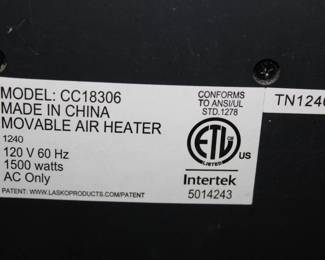 MODEL: CC18306
MADE IN CHINA
MOVABLE AIR HEATER
1240
120 V 60 Hz
1500 watts
AC Only
PATENT: WWW.LASKOPRODUCTS.COM/PATENT
CONFORMS
TO ANSI/UL
STD.1278
ETL
LISTED
US
Intertek
5014243
TN1240